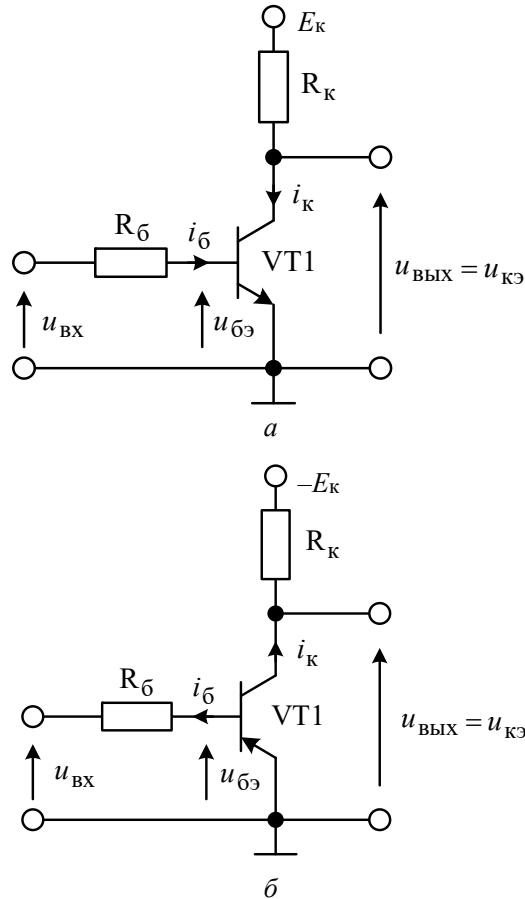 Eк
Rк
iк
Rб
iб
VT1
uвых = uкэ
uвх
uбэ
а
–Eк
Rк
iк
Rб
iб
VT1
uвых = uкэ
uвх
uбэ
б